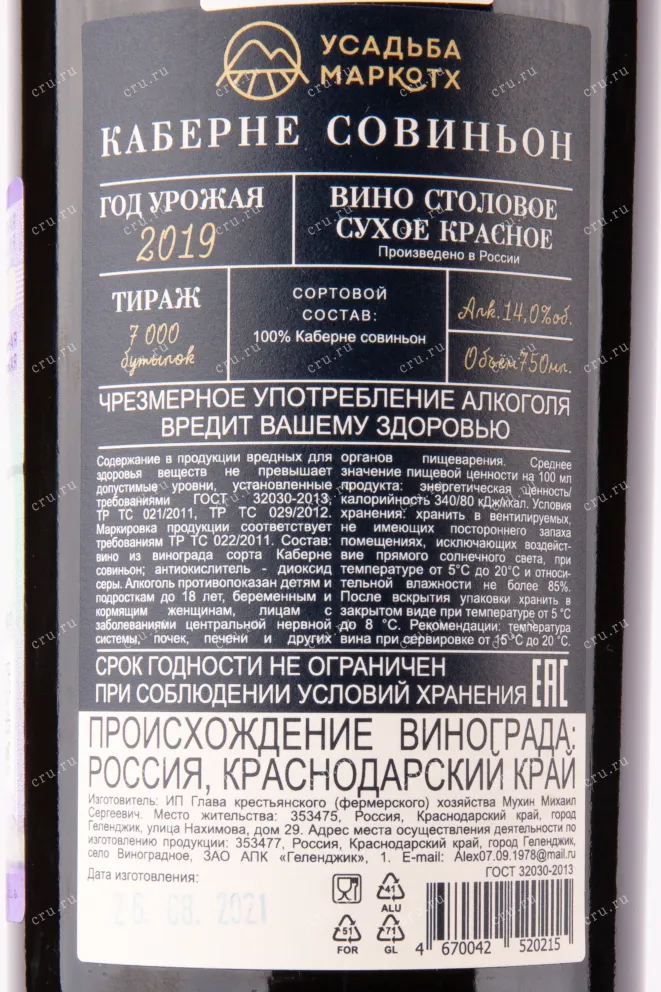 УСАДЬБА
МАРКОТХ
КАБЕРНЕ СОВИНЬОН
ГОД УРОЖАЯ
2019
ВИНО СТОЛОВОЕ
СУХОЕ КРАСНОЕ
Произведено в России
ТИРАЖ
7 000
бутылок
СОРТОВОЙ
СОСТАВ:
100% Каберне совиньон
Алк. 14,0%об.
Объём 750мл.
ЧРЕЗМЕРНОЕ УПОТРЕБЛЕНИЕ АЛКОГОЛЯ
ВРЕДИТ ВАШЕМУ ЗДОРОВЬЮ
Содержание в продукции вредных для
здоровья веществ не превышает
допустимые уровни, установленные
требованиями ГОСТ 32030-2013,
ТР ТС 021/2011, ТР ТС 029/2012.
Маркировка продукции соответствует
требованиям ТР ТС 022/2011. Состав:
вино из винограда сорта Каберне
совиньон; антиокислитель - диоксид
серы. Алкоголь противопоказан детям и
подросткам до 18 лет, беременным и
кормящим женщинам, лицам с
заболеваниями центральной нервной
системы, почек, печени и других
органов пищеварения. Среднее
значение пищевой ценности на 100 мл
продукта: энергетическая ценность/
калорийность 340/80 кДж/ккал. Условия
хранения: хранить в вентилируемых,
не имеющих постороннего запаха
помещениях, исключающих воздейст-
вие прямого солнечного света, при
температуре от 5°С до 20°С и относи-
тельной влажности не более 85%.
После вскрытия упаковки хранить в
закрытом виде при температуре от 5 °С
до 8 °С. Рекомендации: температура
вина при сервировке от 15°С до 20 °С.
СРОК ГОДНОСТИ НЕ ОГРАНИЧЕН
ПРИ СОБЛЮДЕНИИ УСЛОВИЙ ХРАНЕНИЯ
EAC
ПРОИСХОЖДЕНИЕ ВИНОГРАДА:
РОССИЯ, КРАСНОДАРСКИЙ КРАЙ
Изготовитель: ИП Глава крестьянского (фермерского) хозяйства Мухин Михаил
Сергеевич. Место жительства: 353475, Россия, Краснодарский край, город
Геленджик, улица Нахимова, дом 29. Адрес места осуществления деятельности по
изготовлению продукции: 353477, Россия, Краснодарский край, город Геленджик,
село Виноградное, ЗАО АПК «Геленджик», 1. E-mail: Alex07.09.1978@mail.ru
ГОСТ 32030-2013
Дата изготовления:
26. 08. 2021
41
ALU
51
FOR
71
GL
4 670042 520215
cru.ru